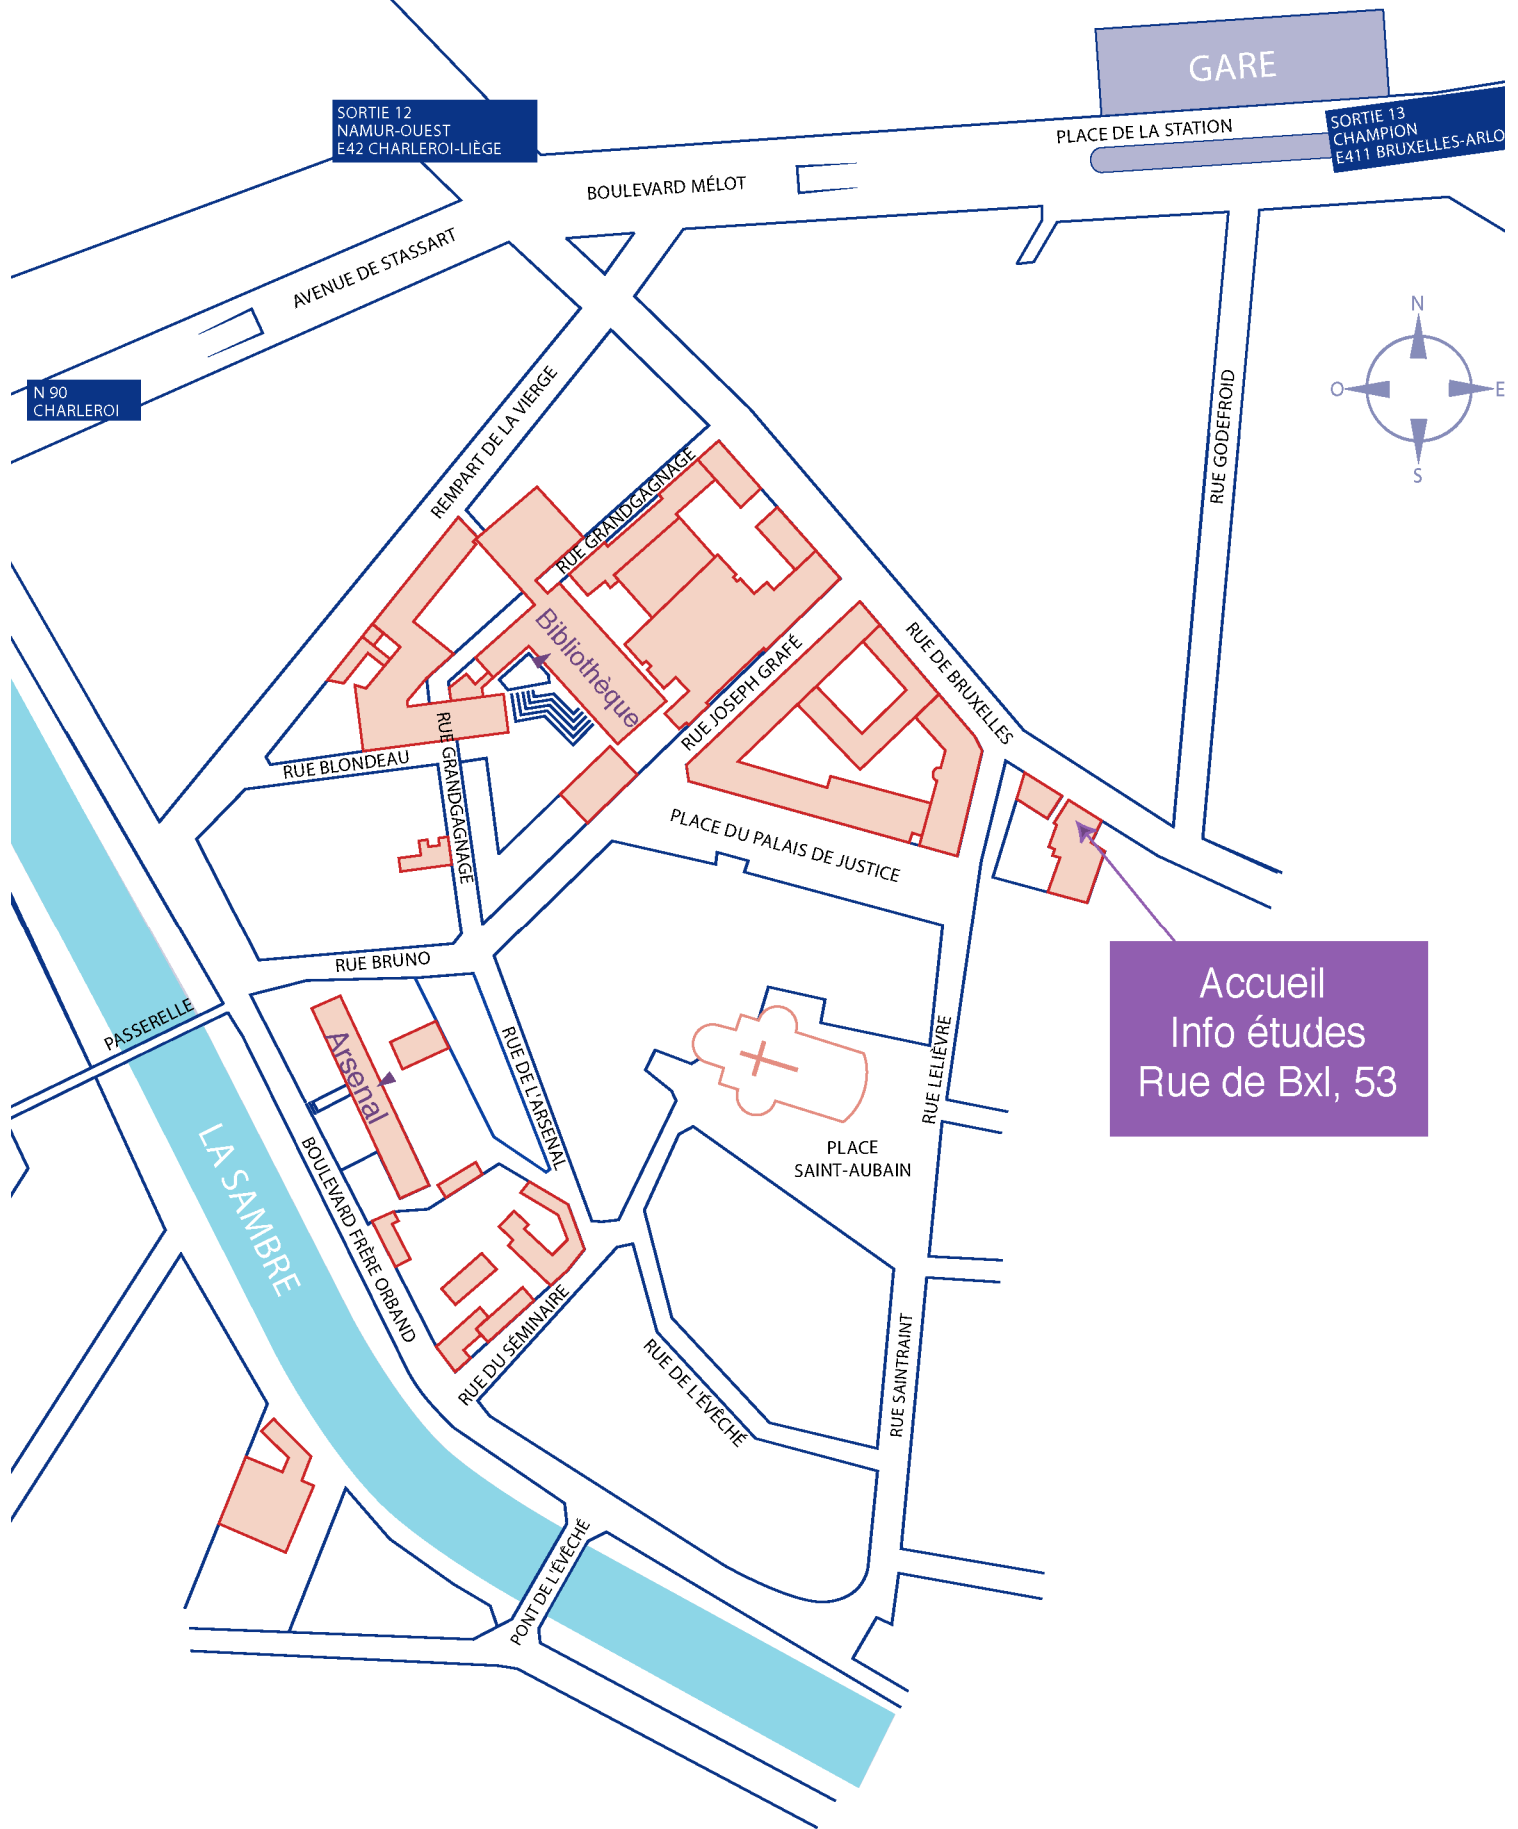 GARE
SORTIE 12
NAMUR-OUEST
E42 CHARLEROI-LIÈGE
PLACE DE LA STATION
SORTIE 13
CHAMPION
E411 BRUXELLES-ARLO
BOULEVARD MÉLOT
AVENUE DE STASSART
N 90
CHARLEROI
N
O
E
S
REMPART DE LA VIERGE
RUE GODEFROID
RUE GRANDGAGNAGE
Bibliothèque
RUE JOSEPH GRAFÉ
RUE DE BRUXELLES
RUE BLONDEAU
RUE GRANDGAGNAGE
PLACE DU PALAIS DE JUSTICE
RUE BRUNO
Accueil
Info études
Rue de Bxl, 53
PASSERELLE
Arsenal
RUE DE L'ARSENAL
RUE LELIÈVRE
PLACE
SAINT-AUBAIN
LA SAMBRE
BOULEVARD FRÈRE ORBAND
RUE DU SÉMINAIRE
RUE DE L'ÉVÊCHÉ
RUE SAINTRAINT
PONT DE L'ÉVÊCHÉ